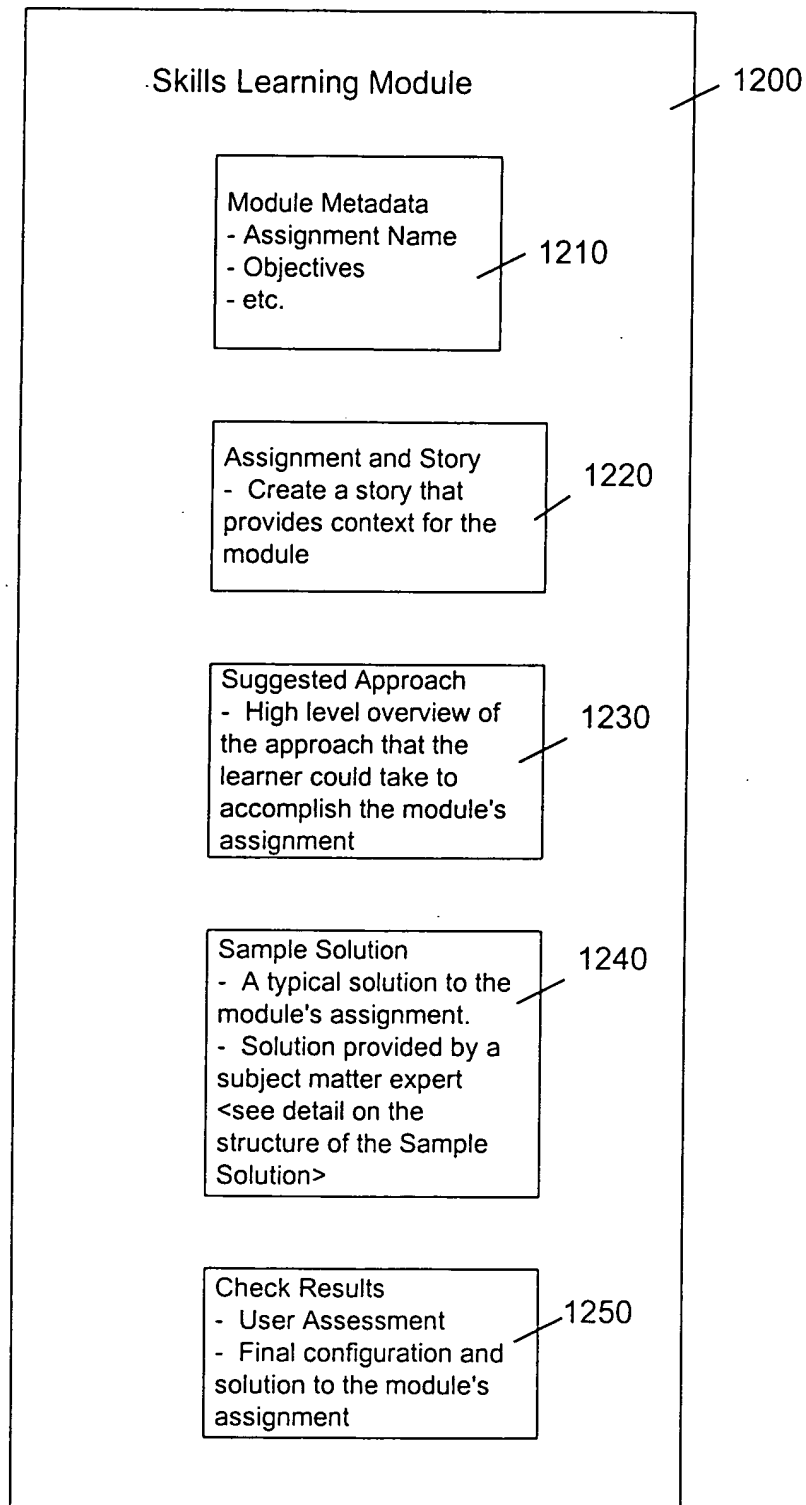 Skills Learning Module
1200
Module Metadata
- Assignment Name
- Objectives
- etc.
1210
Assignment and Story
- Create a story that
provides context for the
module
1220
Suggested Approach
- High level overview of
the approach that the
learner could take to
accomplish the module's
assignment
1230
Sample Solution
- A typical solution to the
module's assignment.
- Solution provided by a
subject matter expert
<see detail on the
structure of the Sample
Solution>
1240
Check Results
- User Assessment
- Final configuration and
solution to the module's
assignment
1250